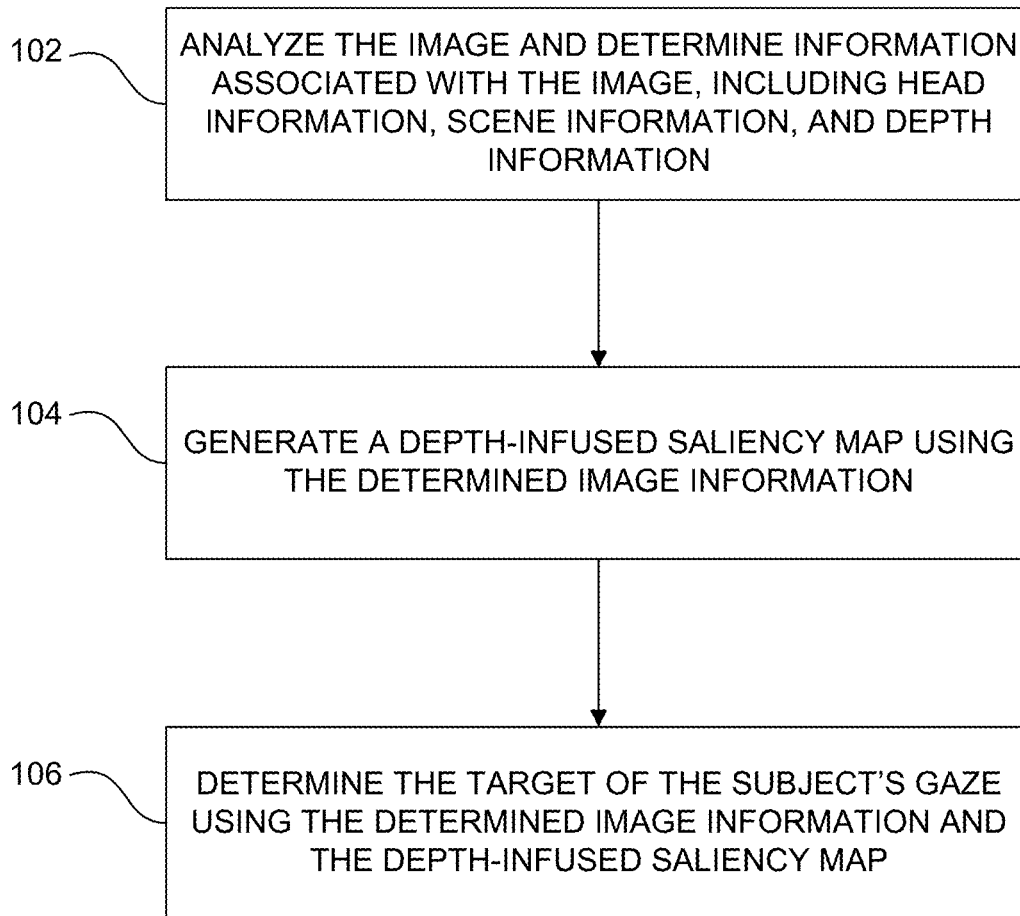 102
ANALYZE THE IMAGE AND DETERMINE INFORMATION
ASSOCIATED WITH THE IMAGE, INCLUDING HEAD
INFORMATION, SCENE INFORMATION, AND DEPTH
INFORMATION
104
GENERATE A DEPTH-INFUSED SALIENCY MAP USING
THE DETERMINED IMAGE INFORMATION
106
DETERMINE THE TARGET OF THE SUBJECT'S GAZE
USING THE DETERMINED IMAGE INFORMATION AND
THE DEPTH-INFUSED SALIENCY MAP